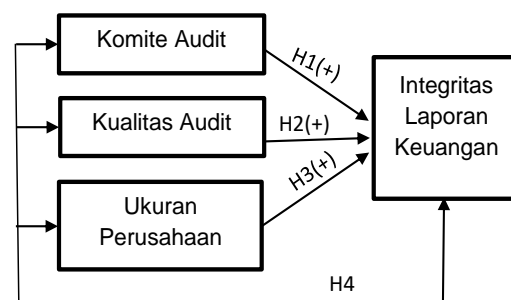 Komite Audit
H1(+)
Integritas
Laporan
Keuangan
Kualitas Audit
H2(+)
H3(+)
Ukuran
Perusahaan
H4